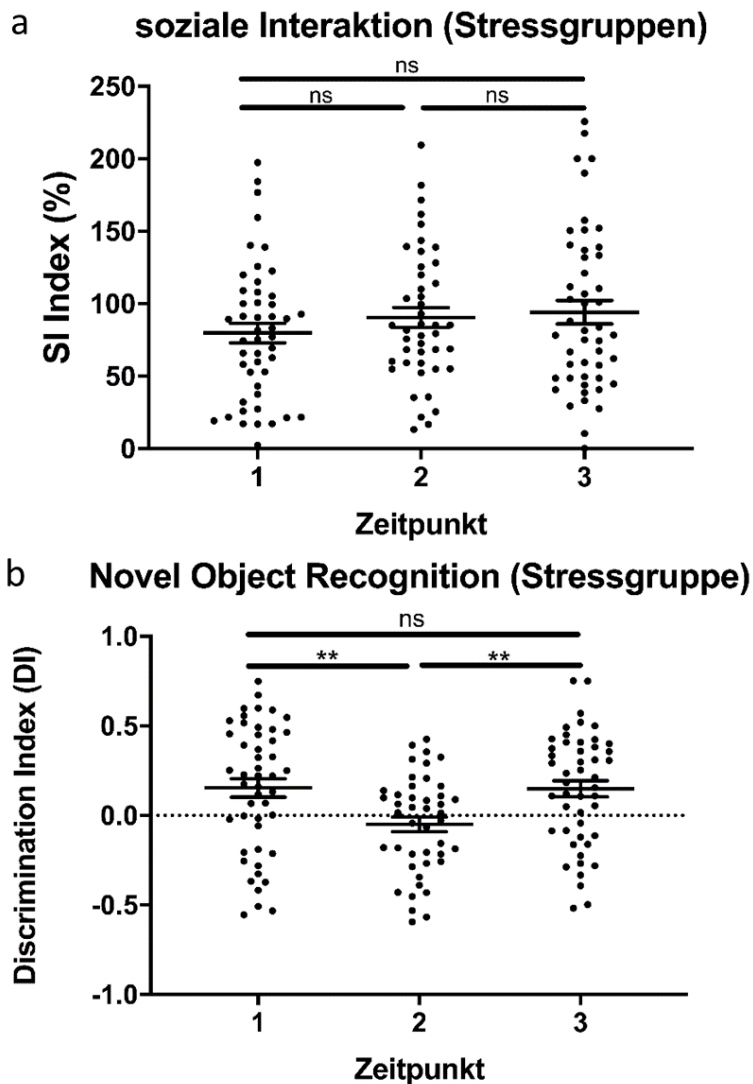 a
soziale Interaktion (Stressgruppen)
ns
ns ns
SI Index (%)
250
200
150
100
50
0
1 2 3
Zeitpunkt
b
Novel Object Recognition (Stressgruppe)
ns
** **
Discrimination Index (DI)
1.0
0.5
0.0
-0.5
-1.0
1 2 3
Zeitpunkt